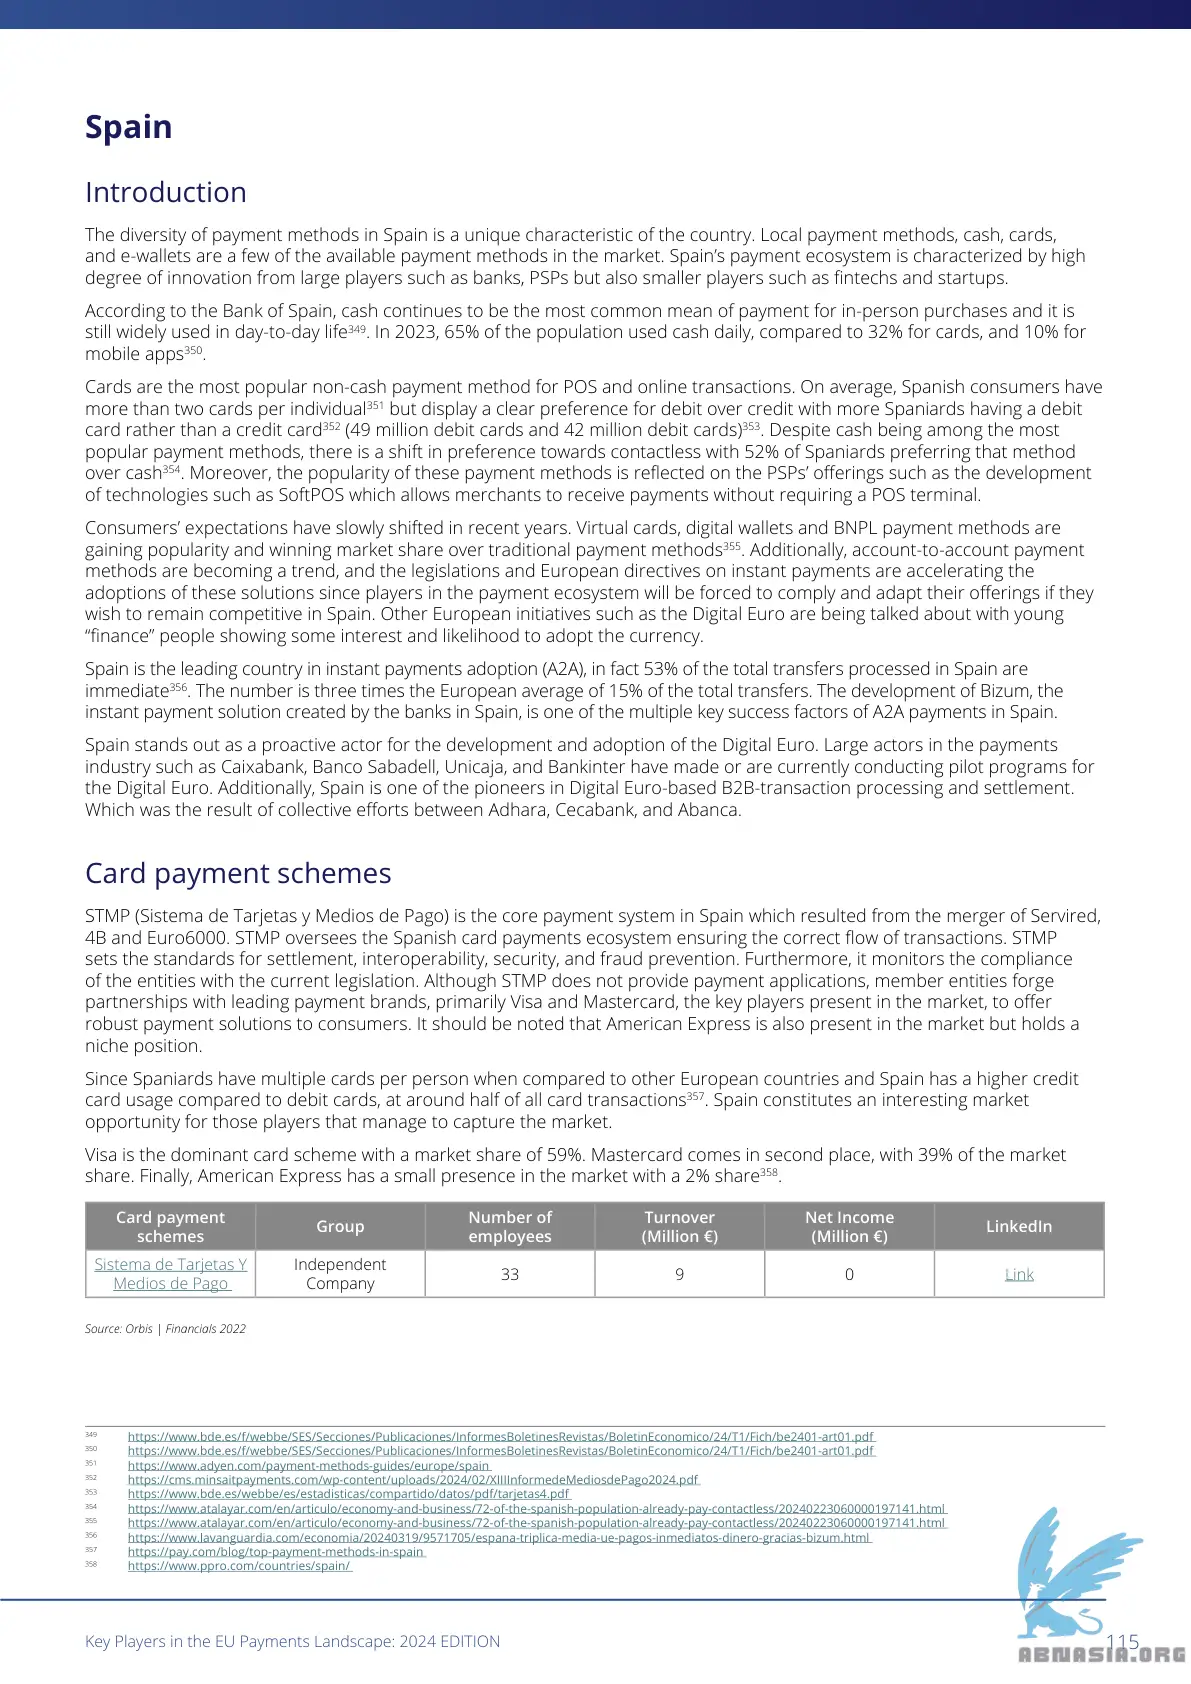 Spain
Introduction
The diversity of payment methods in Spain is a unique characteristic of the country. Local payment methods, cash, cards,
and e-wallets are a few of the available payment methods in the market. Spain’s payment ecosystem is characterized by high
degree of innovation from large players such as banks, PSPs but also smaller players such as fintechs and startups.
According to the Bank of Spain, cash continues to be the most common mean of payment for in-person purchases and it is
still widely used in day-to-day life349. In 2023, 65% of the population used cash daily, compared to 32% for cards, and 10% for
mobile apps350.
Cards are the most popular non-cash payment method for POS and online transactions. On average, Spanish consumers have
more than two cards per individual351 but display a clear preference for debit over credit with more Spaniards having a debit
card rather than a credit card352 (49 million debit cards and 42 million debit cards)353. Despite cash being among the most
popular payment methods, there is a shift in preference towards contactless with 52% of Spaniards preferring that method
over cash354. Moreover, the popularity of these payment methods is reflected on the PSPs’ offerings such as the development
of technologies such as SoftPOS which allows merchants to receive payments without requiring a POS terminal.
Consumers’ expectations have slowly shifted in recent years. Virtual cards, digital wallets and BNPL payment methods are
gaining popularity and winning market share over traditional payment methods355. Additionally, account-to-account payment
methods are becoming a trend, and the legislations and European directives on instant payments are accelerating the
adoptions of these solutions since players in the payment ecosystem will be forced to comply and adapt their offerings if they
wish to remain competitive in Spain. Other European initiatives such as the Digital Euro are being talked about with young
“finance” people showing some interest and likelihood to adopt the currency.
Spain is the leading country in instant payments adoption (A2A), in fact 53% of the total transfers processed in Spain are
immediate356. The number is three times the European average of 15% of the total transfers. The development of Bizum, the
instant payment solution created by the banks in Spain, is one of the multiple key success factors of A2A payments in Spain.
Spain stands out as a proactive actor for the development and adoption of the Digital Euro. Large actors in the payments
industry such as Caixabank, Banco Sabadell, Unicaja, and Bankinter have made or are currently conducting pilot programs for
the Digital Euro. Additionally, Spain is one of the pioneers in Digital Euro-based B2B-transaction processing and settlement.
Which was the result of collective efforts between Adhara, Cecabank, and Abanca.
Card payment schemes
STMP (Sistema de Tarjetas y Medios de Pago) is the core payment system in Spain which resulted from the merger of Servired,
4B and Euro6000. STMP oversees the Spanish card payments ecosystem ensuring the correct flow of transactions. STMP
sets the standards for settlement, interoperability, security, and fraud prevention. Furthermore, it monitors the compliance
of the entities with the current legislation. Although STMP does not provide payment applications, member entities forge
partnerships with leading payment brands, primarily Visa and Mastercard, the key players present in the market, to offer
robust payment solutions to consumers. It should be noted that American Express is also present in the market but holds a
niche position.
Since Spaniards have multiple cards per person when compared to other European countries and Spain has a higher credit
card usage compared to debit cards, at around half of all card transactions357. Spain constitutes an interesting market
opportunity for those players that manage to capture the market.
Visa is the dominant card scheme with a market share of 59%. Mastercard comes in second place, with 39% of the market
share. Finally, American Express has a small presence in the market with a 2% share358.
Card payment schemes | Group | Number of employees | Turnover (Million €) | Net Income (Million €) | LinkedIn
Sistema de Tarjetas Y Medios de Pago | Independent Company | 33 | 9 | 0 | Link
Source: Orbis | Financials 2022
349 https://www.bde.es/f/webbe/SES/Secciones/Publicaciones/InformesBoletinesRevistas/BoletinEconomico/24/T1/Fich/be2401-art01.pdf
350 https://www.bde.es/f/webbe/SES/Secciones/Publicaciones/InformesBoletinesRevistas/BoletinEconomico/24/T1/Fich/be2401-art01.pdf
351 https://www.adyen.com/payment-methods-guides/europe/spain
352 https://cms.minsaitpayments.com/wp-content/uploads/2024/02/XIIIInformedeMediosdePago2024.pdf
353 https://www.bde.es/webbe/es/estadisticas/compartido/datos/pdf/tarjetas4.pdf
354 https://www.atalayar.com/en/articulo/economy-and-business/72-of-the-spanish-population-already-pay-contactless/20240223060000197141.html
355 https://www.atalayar.com/en/articulo/economy-and-business/72-of-the-spanish-population-already-pay-contactless/20240223060000197141.html
356 https://www.lavanguardia.com/economia/20240319/9571705/espana-triplica-media-ue-pagos-inmediatos-dinero-gracias-bizum.html
357 https://pay.com/blog/top-payment-methods-in-spain
358 https://www.ppro.com/countries/spain/
Key Players in the EU Payments Landscape: 2024 EDITION
115
ABNASIA.ORG